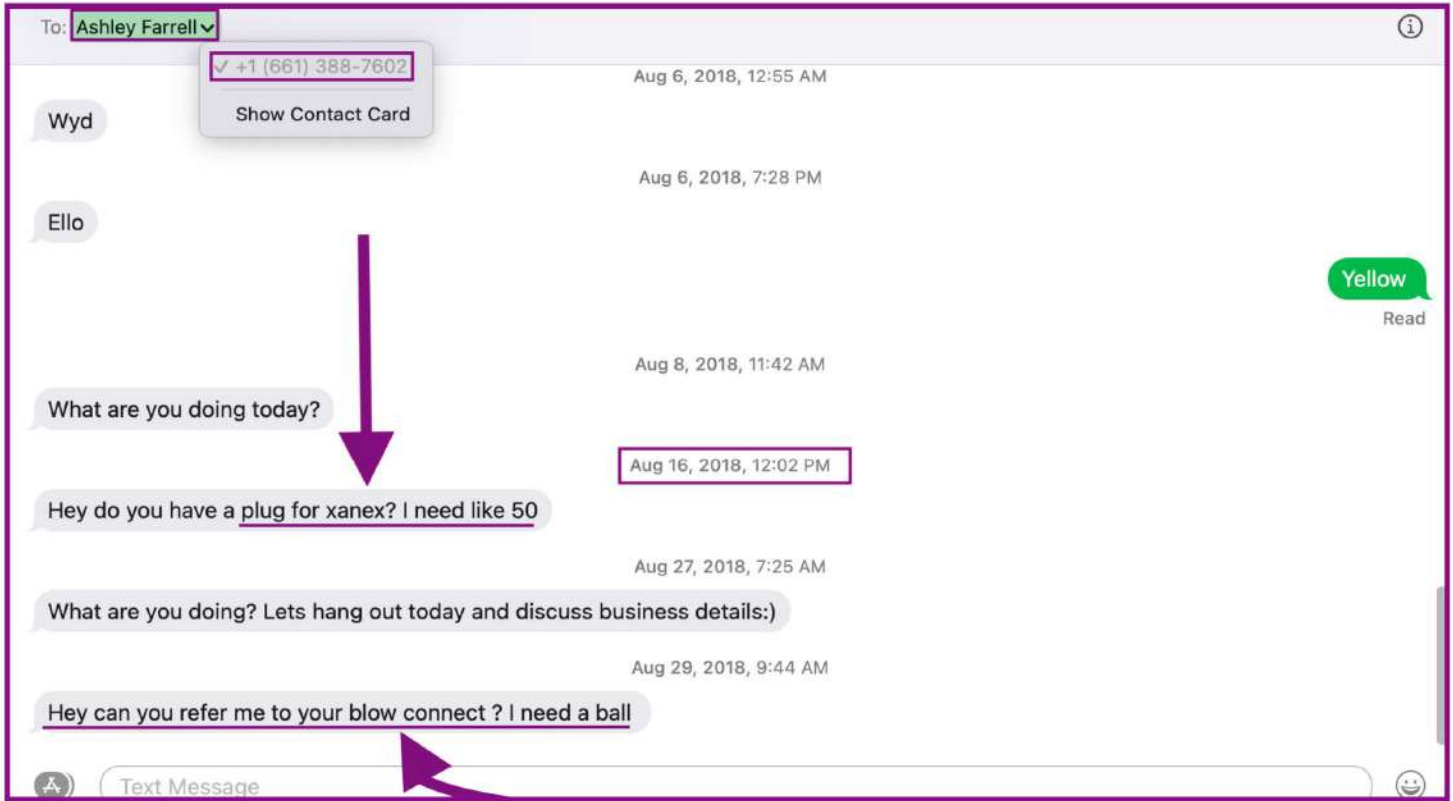 To: Ashley Farrell
+1 (661) 388-7602
Show Contact Card
Aug 6, 2018, 12:55 AM
Wyd
Aug 6, 2018, 7:28 PM
Ello
Yellow
Read
Aug 8, 2018, 11:42 AM
What are you doing today?
Aug 16, 2018, 12:02 PM
Hey do you have a plug for xanex? I need like 50
Aug 27, 2018, 7:25 AM
What are you doing? Lets hang out today and discuss business details:)
Aug 29, 2018, 9:44 AM
Hey can you refer me to your blow connect ? I need a ball
Text Message